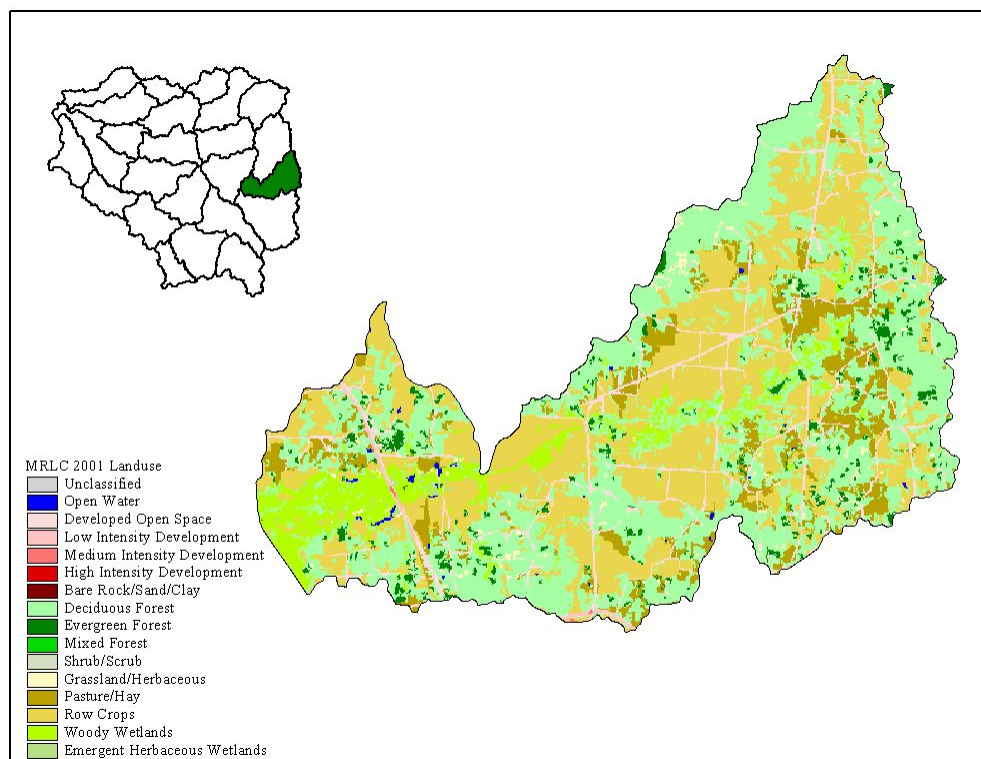 MRLC 2001 Landuse
Unclassified
Open Water
Developed Open Space
Low Intensity Development
Medium Intensity Development
High Intensity Development
Bare Rock/Sand/Clay
Deciduous Forest
Evergreen Forest
Mixed Forest
Shrub/Scrub
Grassland/Herbaceous
Pasture/Hay
Row Crops
Woody Wetlands
Emergent Herbaceous Wetlands